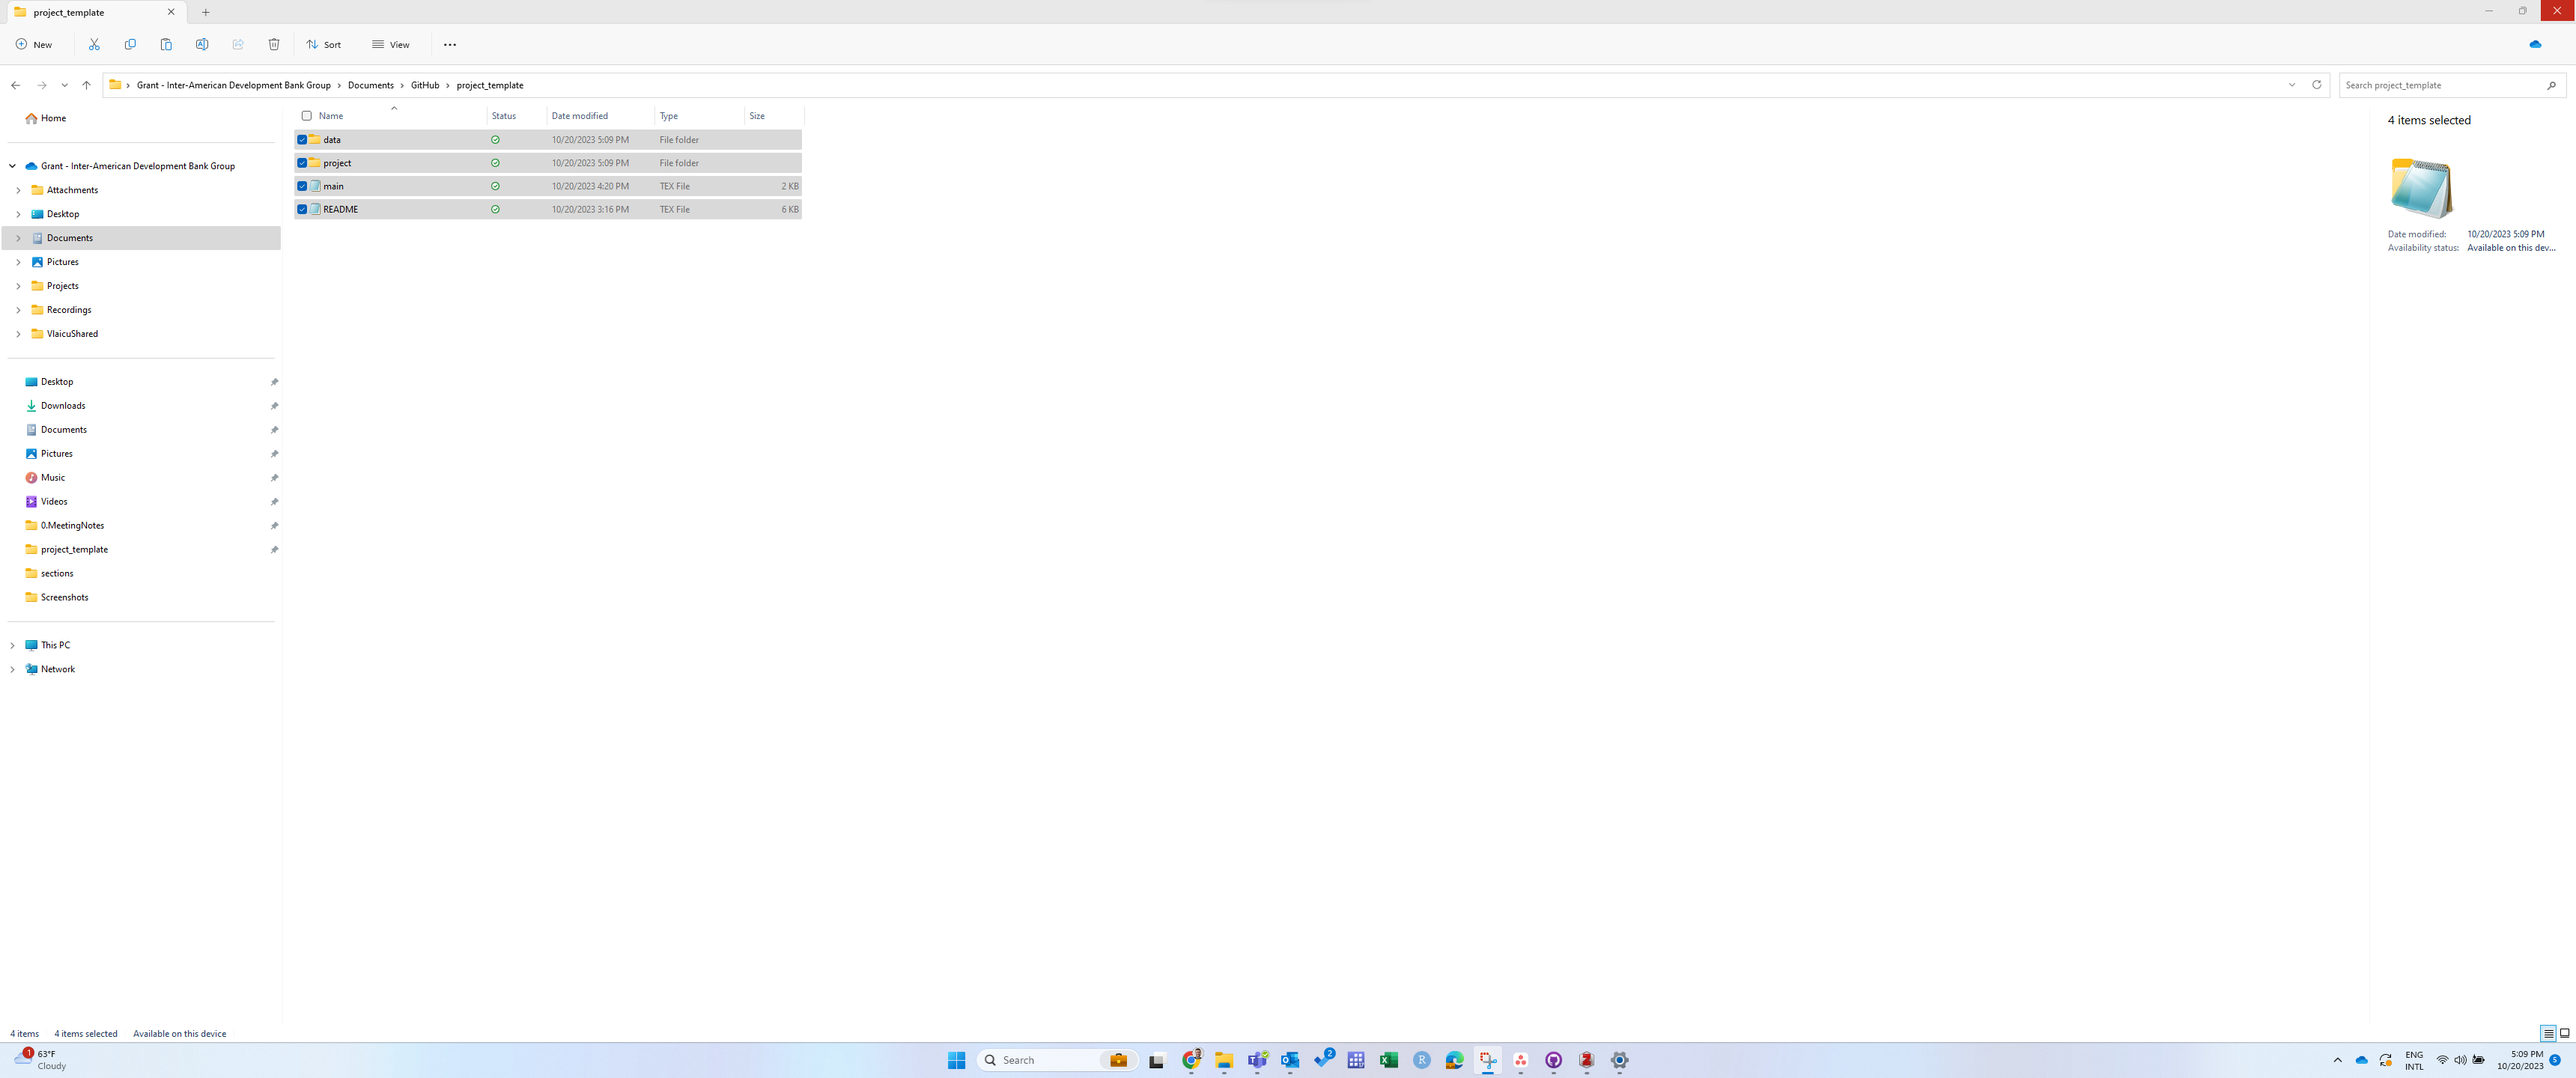 project_template
New
Sort
View
Grant - Inter-American Development Bank Group > Documents > GitHub > project_template
Search project_template
Home
Grant - Inter-American Development Bank Group
Attachments
Desktop
Documents
Pictures
Projects
Recordings
VlaicuShared
Desktop
Downloads
Documents
Pictures
Music
Videos
0.MeetingNotes
project_template
sections
Screenshots
This PC
Network
Name Status Date modified Type Size
data 10/20/2023 5:09 PM File folder
project 10/20/2023 5:09 PM File folder
main 10/20/2023 4:20 PM TEX File 2 KB
README 10/20/2023 3:16 PM TEX File 6 KB
4 items selected
Date modified: 10/20/2023 5:09 PM
Availability status: Available on this dev...
4 items 4 items selected Available on this device
1
63°F
Cloudy
Search
2
R
ENG
INTL
5:09 PM
10/20/2023
5